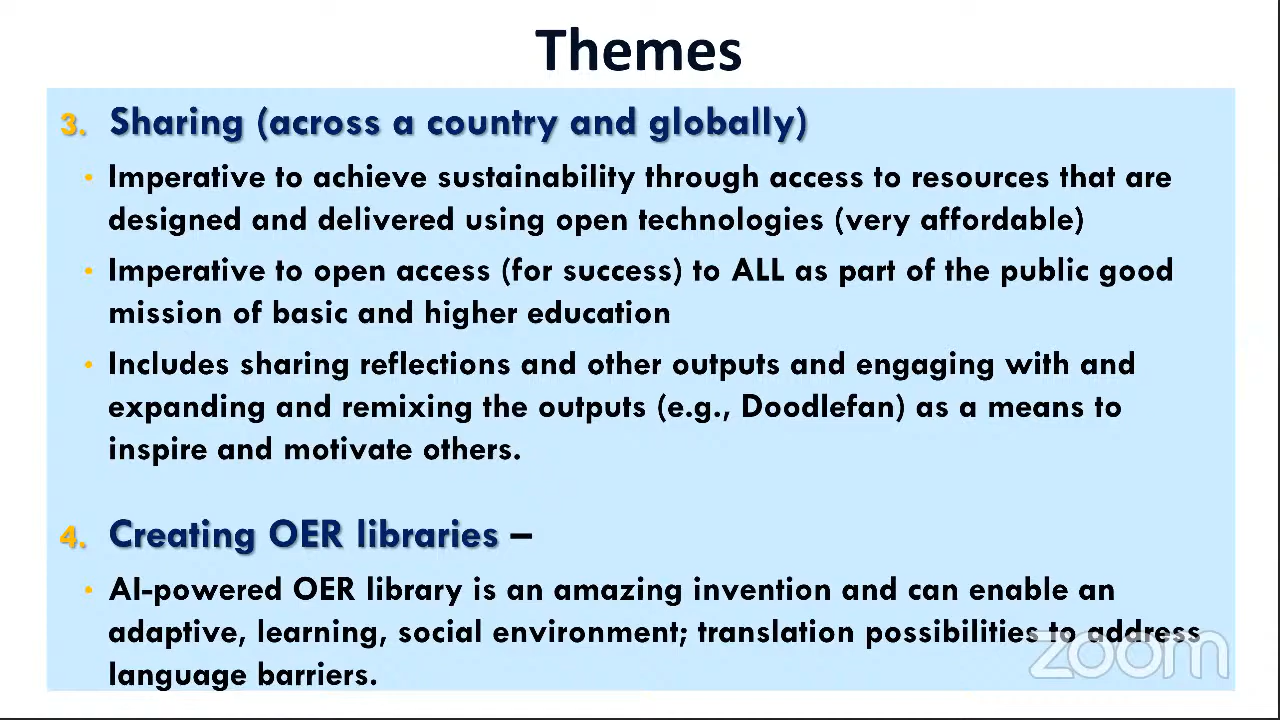 Themes
3. Sharing (across a country and globally)
• Imperative to achieve sustainability through access to resources that are
designed and delivered using open technologies (very affordable)
• Imperative to open access (for success) to ALL as part of the public good
mission of basic and higher education
• Includes sharing reflections and other outputs and engaging with and
expanding and remixing the outputs (e.g., Doodlefan) as a means to
inspire and motivate others.
4. Creating OER libraries –
• AI-powered OER library is an amazing invention and can enable an
adaptive, learning, social environment; translation possibilities to address
language barriers.
zoom